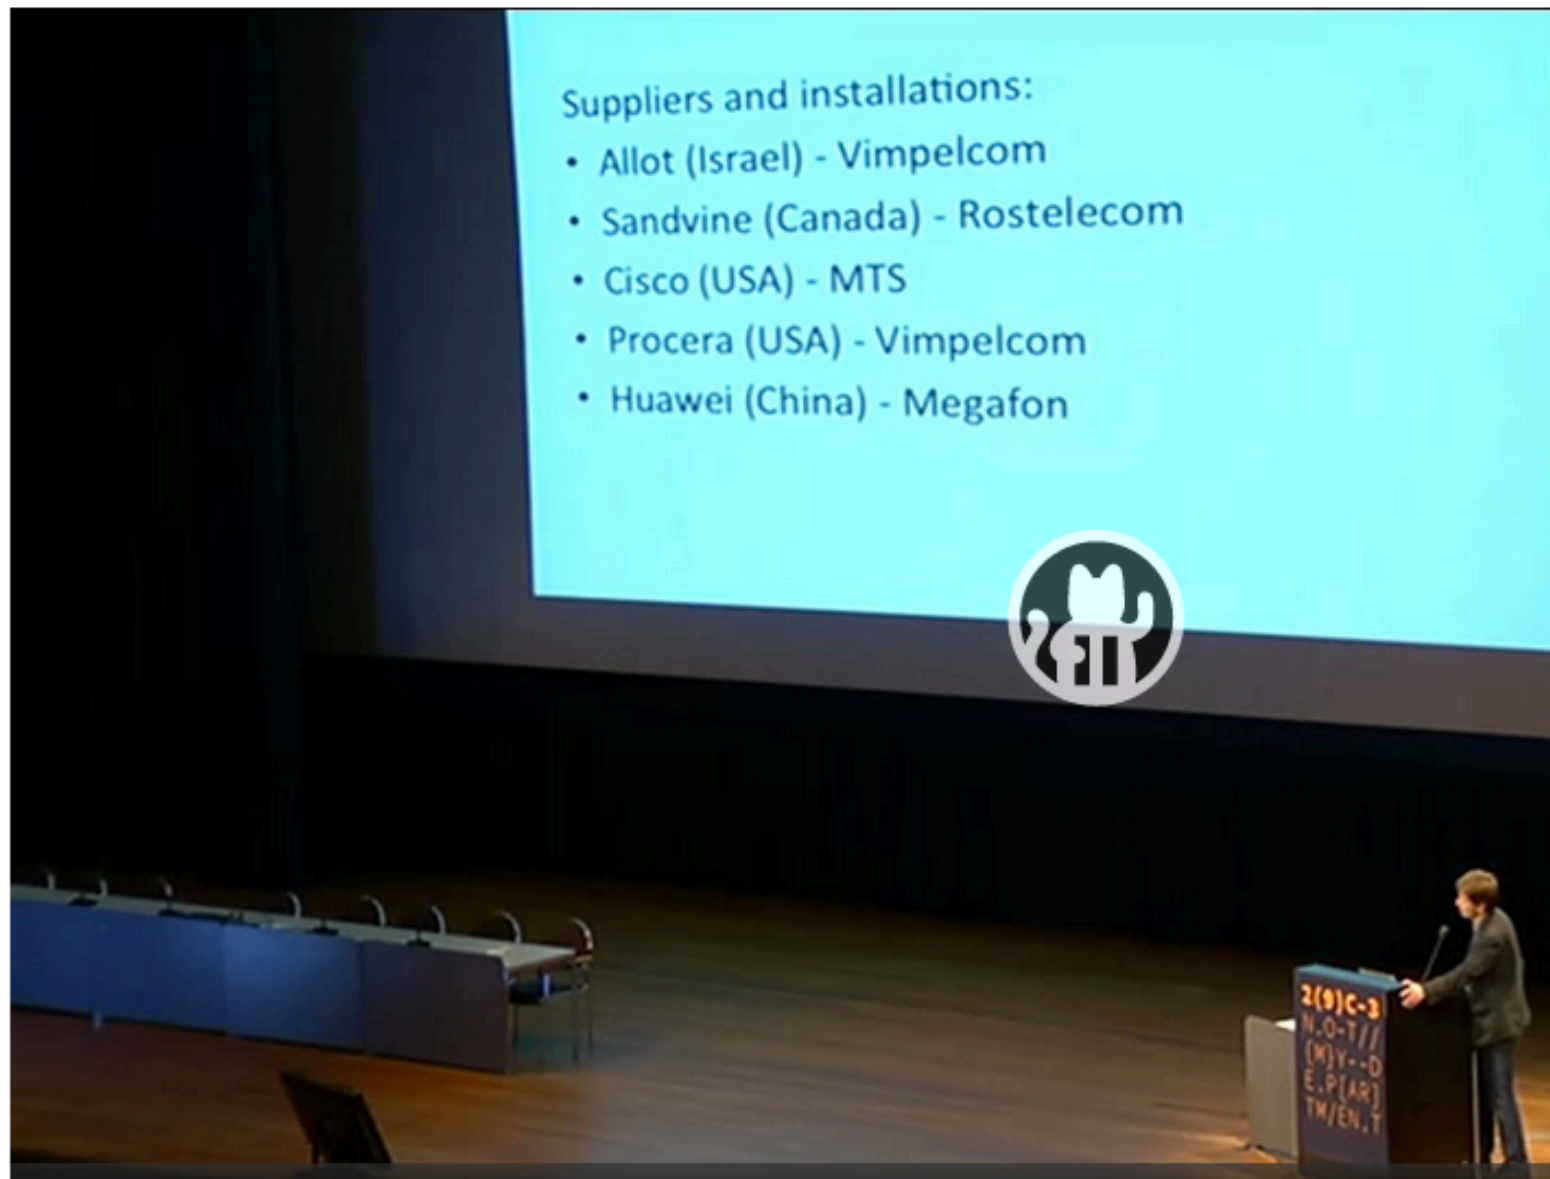 Suppliers and installations:
• Allot (Israel) - Vimpelcom
• Sandvine (Canada) - Rostelecom
• Cisco (USA) - MTS
• Procera (USA) - Vimpelcom
• Huawei (China) - Megafon
2(9)C-3
N.O-T//
{M}Y--D
E.P[AR]
TM/EN.T